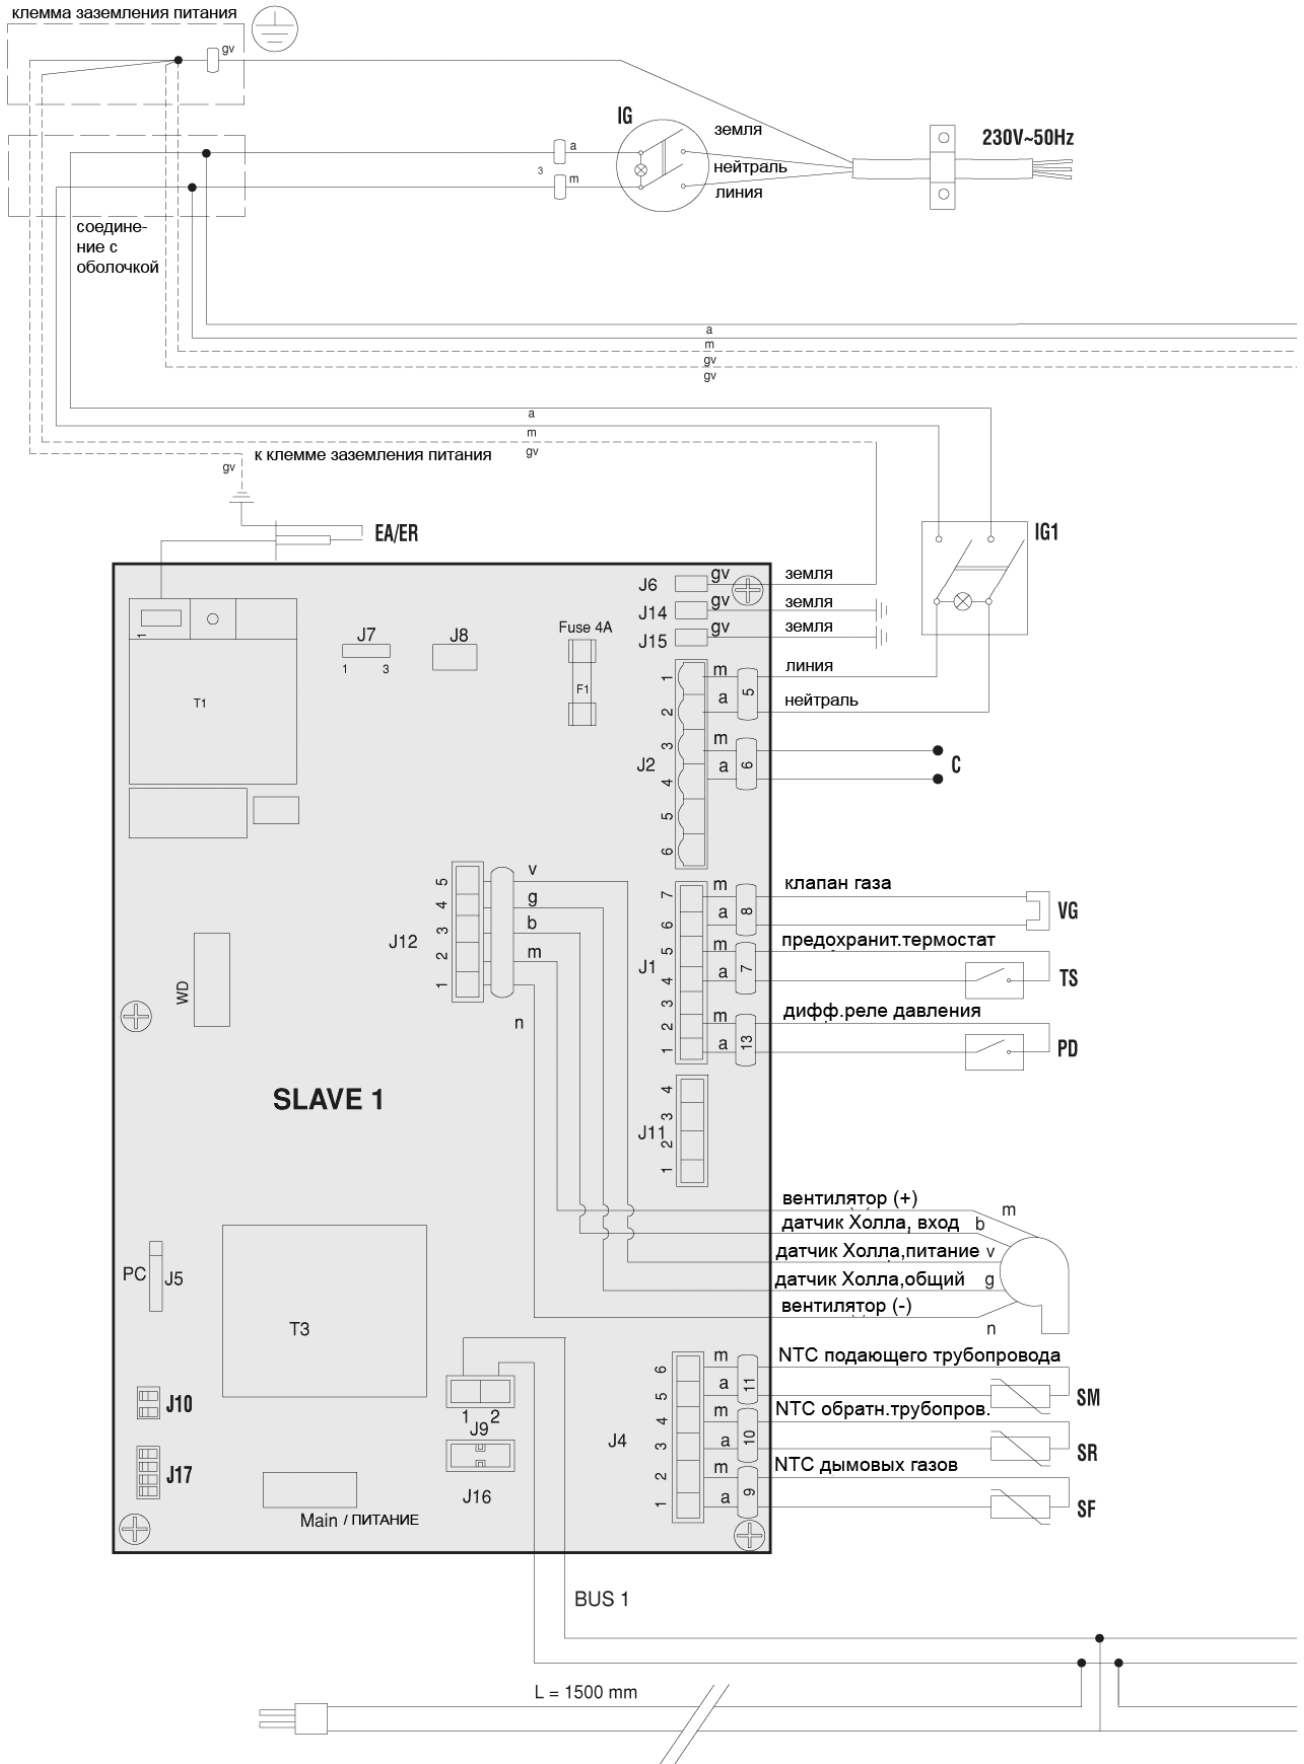 клемма заземления питания
gv
IG
земля
230V~50Hz
a
3
нейтраль
m
линия
соедине-
ние с
оболочкой
a
m
gv
gv
a
m
к клемме заземления питания
gv
gv
EA/ER
IG1
J6
gv
земля
J14
gv
земля
J15
gv
земля
1
J7
1 3
J8
Fuse 4A
F1
T1
J2
1
2
3
4
5
6
m
a
5
линия
нейтраль
m
a
6
C
J12
5
4
3
2
1
v
g
b
m
n
J1
7
6
5
4
3
2
1
m
a
8
клапан газа
VG
m
a
7
предохранит.термостат
TS
m
a
13
дифф.реле давления
PD
WD
SLAVE 1
J11
4
3
2
1
вентилятор (+)
m
датчик Холла, вход
b
датчик Холла,питание
v
датчик Холла,общий
g
вентилятор (-)
n
PC
J5
T3
J10
J17
1 2
J9
J16
Main / ПИТАНИЕ
J4
6
5
4
3
2
1
m
a
11
NTC подающего трубопровода
SM
m
a
10
NTC обратн.трубопров.
SR
m
a
9
NTC дымовых газов
SF
BUS 1
L = 1500 mm